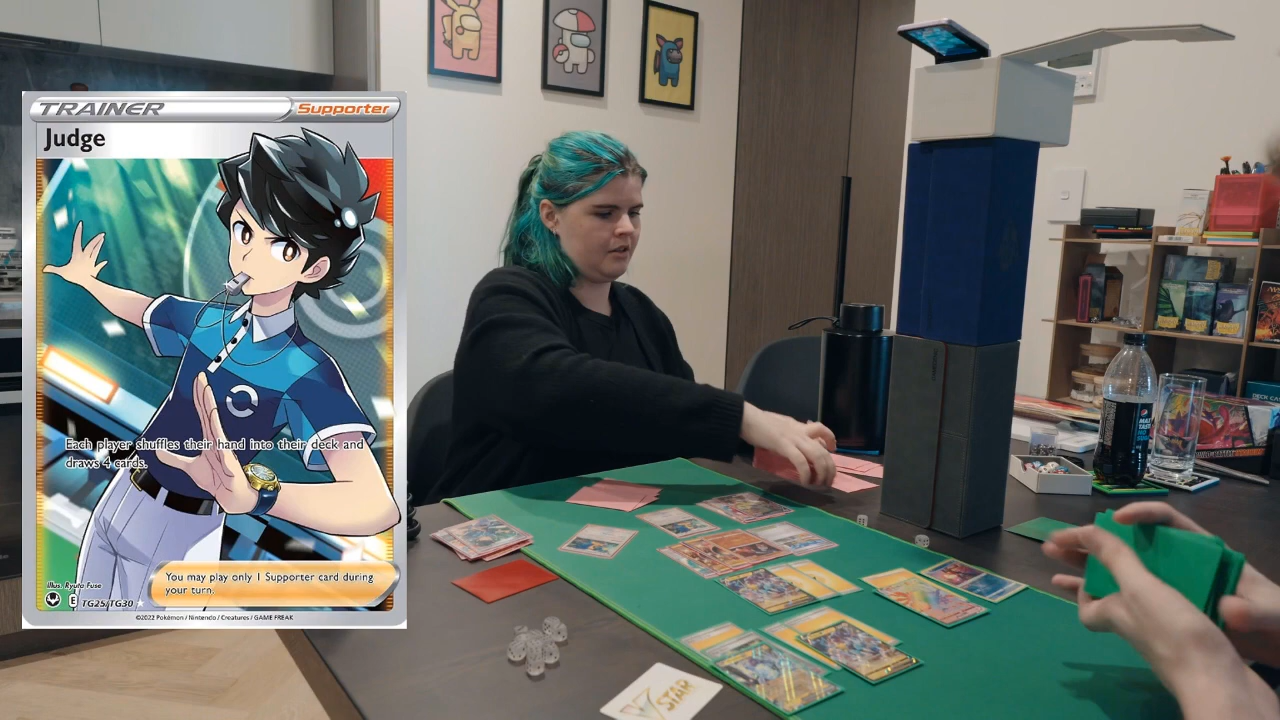 TRAINER
Supporter
Judge
Each player shuffles their hand into their deck and
draws 4 cards.
You may play only 1 Supporter card during
your turn.
Illus. Ryuta Fuse
E TG25/TG30
©2022 Pokémon / Nintendo / Creatures / GAME FREAK
V STAR